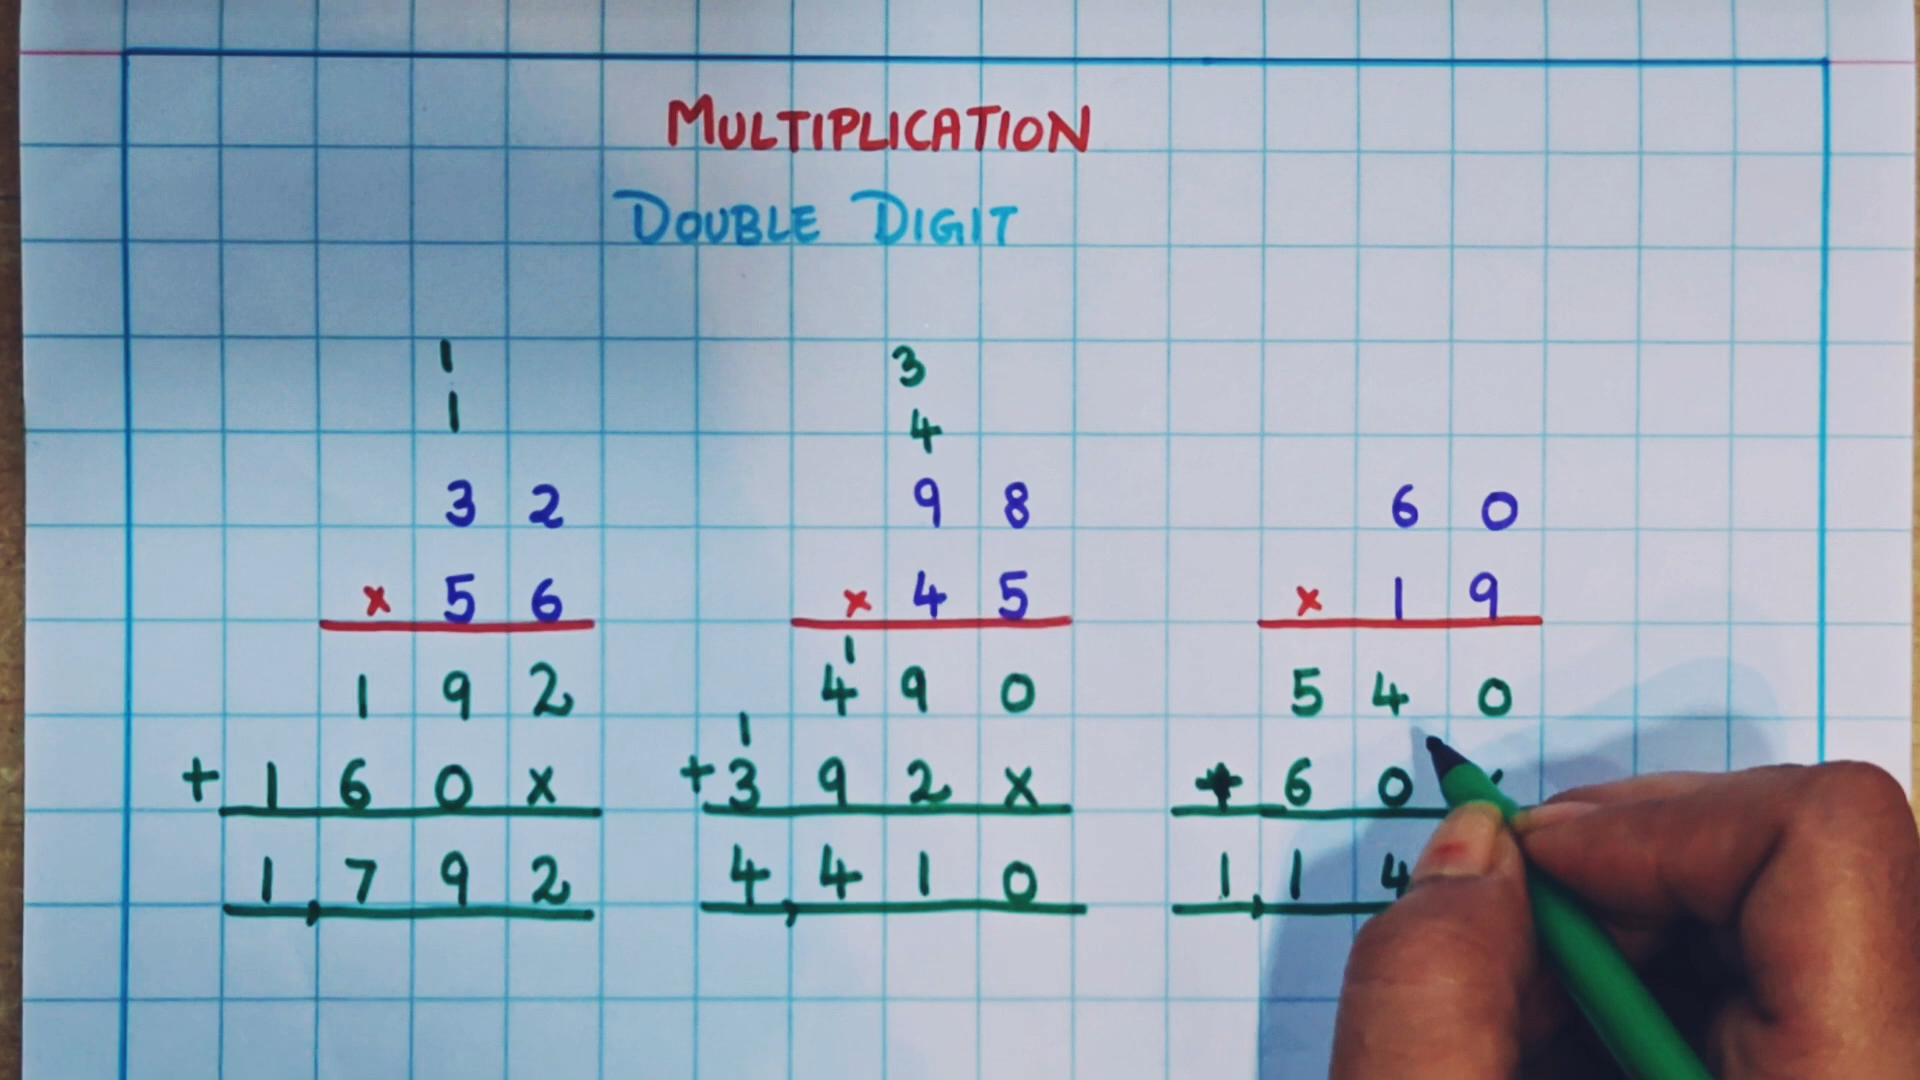 MULTIPLICATION
DOUBLE DIGIT
1 3
1 4
3 2 9 8 6 0
x 5 6 x 4 5 x 1 9
1
1 9 2 4 9 0 5 4 0
1
+ 1 6 0 x + 3 9 2 x + 6 0
1,7 9 2 4,4 1 0 1,1 4